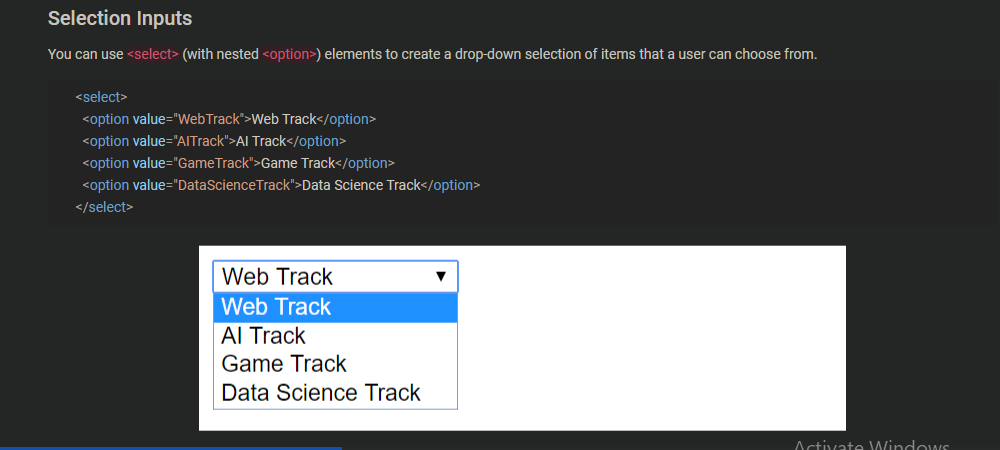 Selection Inputs
You can use <select> (with nested <option>) elements to create a drop-down selection of items that a user can choose from.
<select>
<option value="WebTrack">Web Track</option>
<option value="AITrack">AI Track</option>
<option value="GameTrack">Game Track</option>
<option value="DataScienceTrack">Data Science Track</option>
</select>
Web Track ▼
Web Track
AI Track
Game Track
Data Science Track
Activate Windows